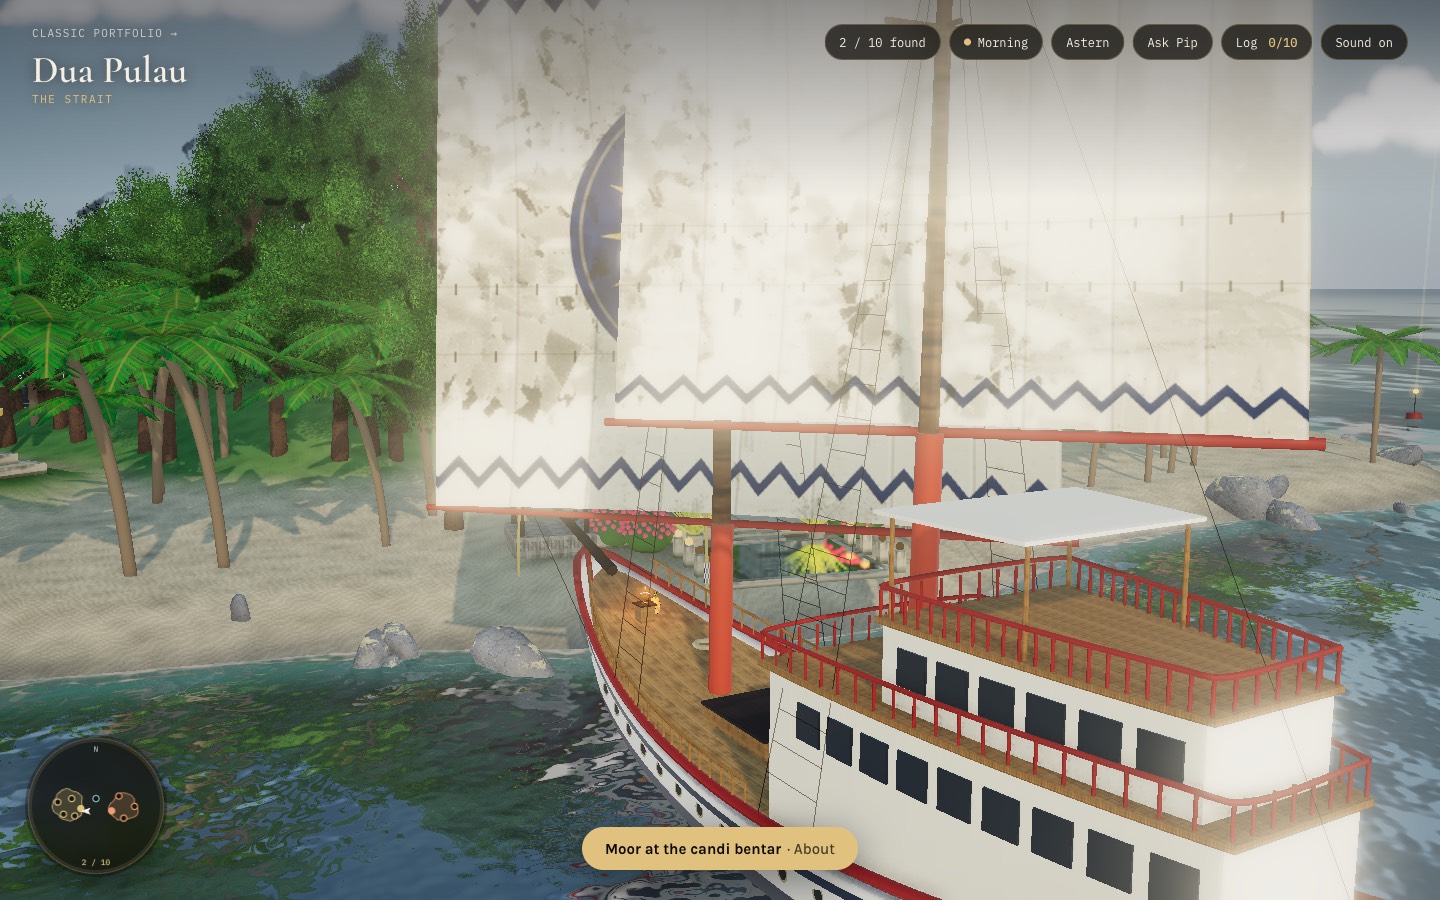 CLASSIC PORTFOLIO →
Dua Pulau
THE STRAIT
2 / 10 found
Morning
Astern
Ask Pip
Log 0/10
Sound on
N
2 / 10
Moor at the candi bentar · About